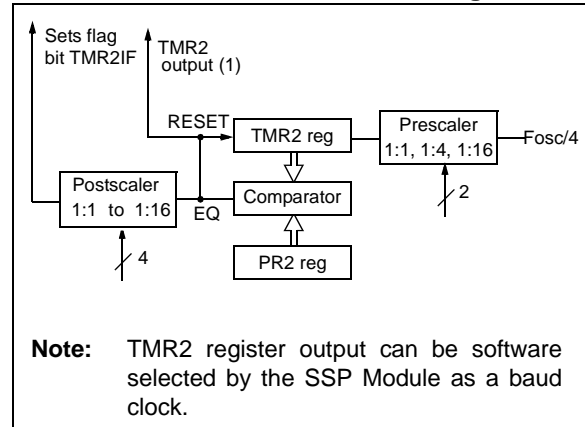 Sets flag
bit TMR2IF
TMR2
output (1)
RESET
TMR2 reg
Prescaler
1:1, 1:4, 1:16
Fosc/4
2
Postscaler
1:1 to 1:16
EQ
Comparator
4
PR2 reg
Note: TMR2 register output can be software
selected by the SSP Module as a baud
clock.